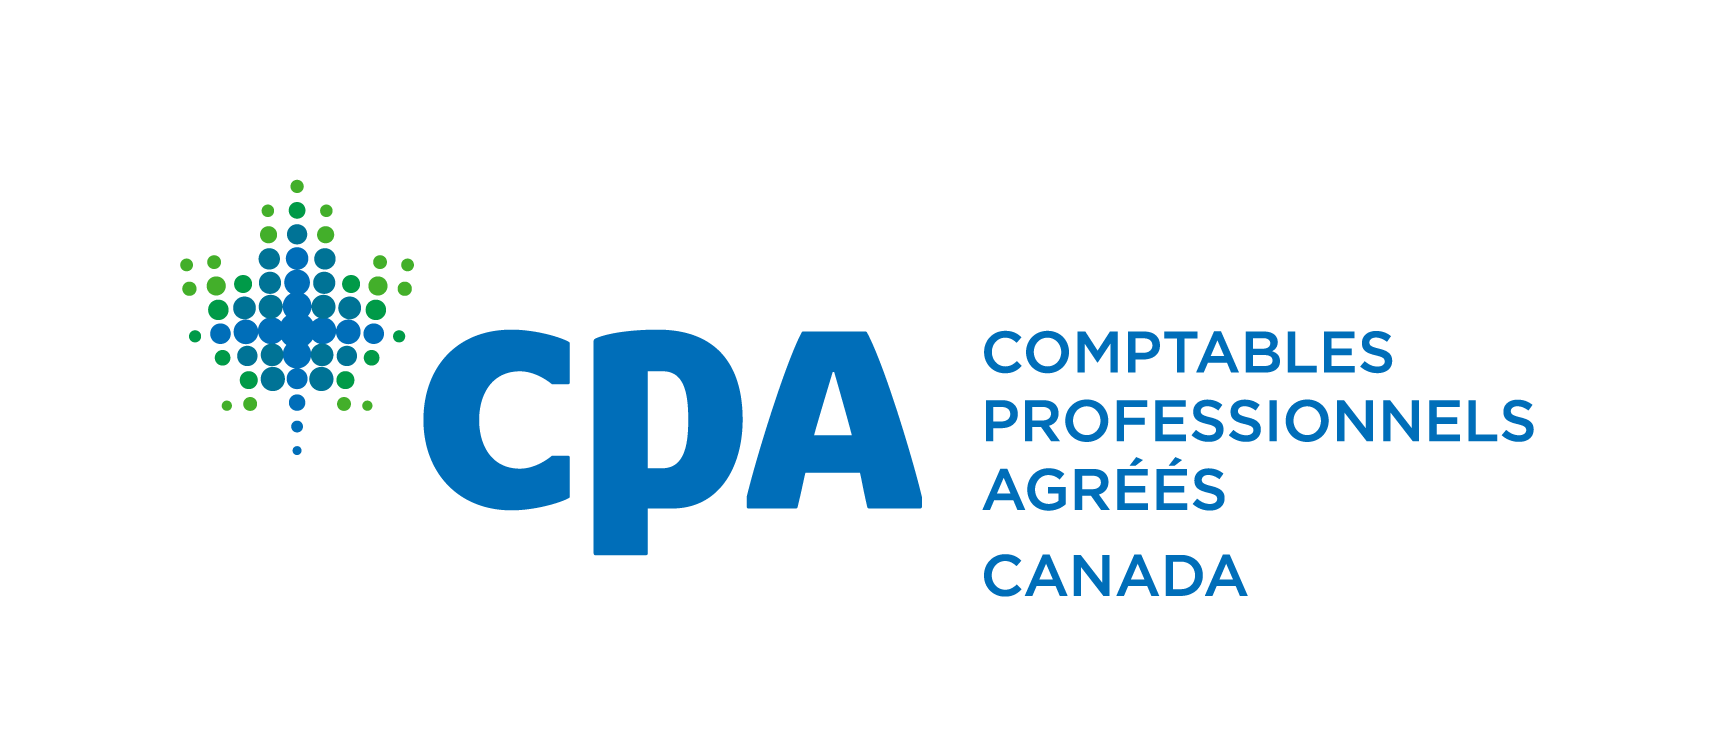 CPA
COMPTABLES
PROFESSIONNELS
AGRÉÉS
CANADA